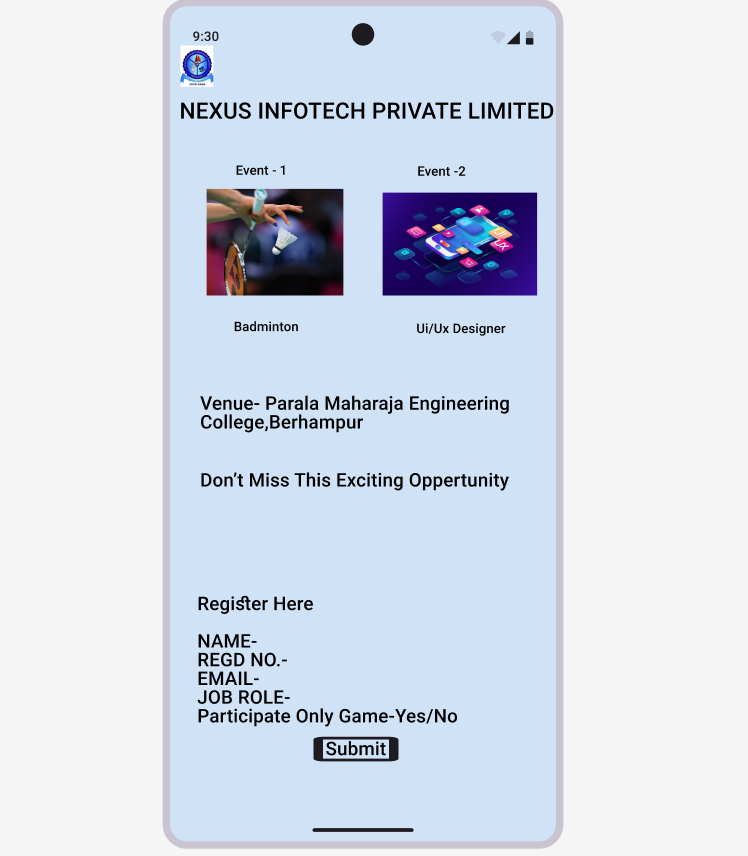 9:30
NEXUS INFOTECH PRIVATE LIMITED
Event - 1
Event -2
UX
Badminton
Ui/Ux Designer
Venue- Parala Maharaja Engineering
College,Berhampur
Don't Miss This Exciting Oppertunity
Register Here
NAME-
REGD NO.-
EMAIL-
JOB ROLE-
Participate Only Game-Yes/No
Submit